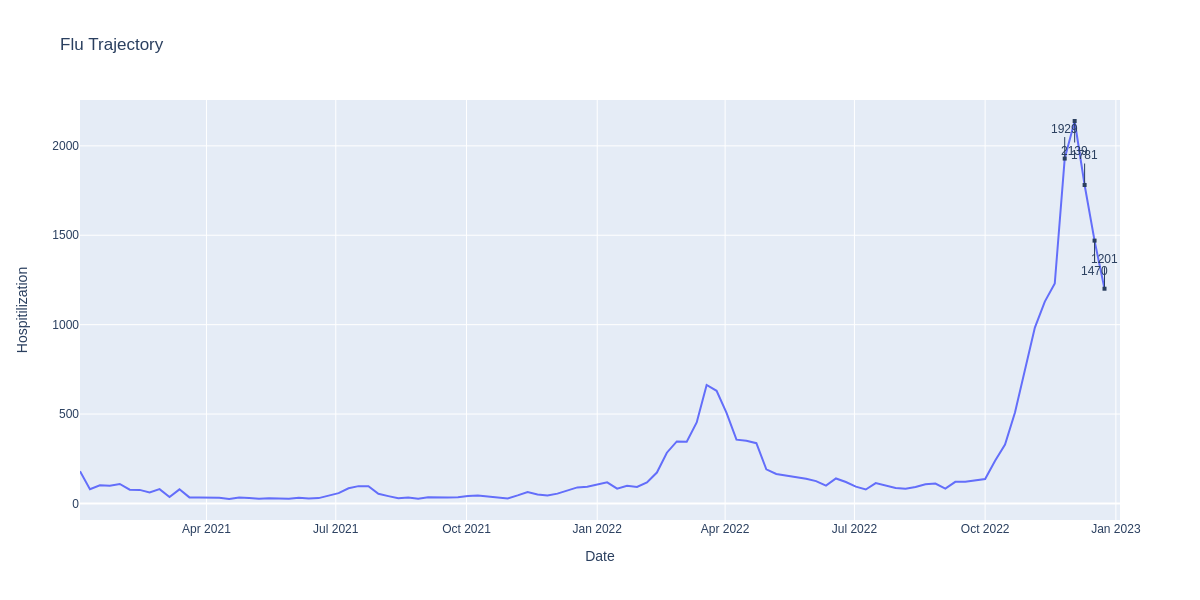 Flu Trajectory
2000
1500
1000
500
0
Hospitilization
1929
2139
1781
1201
1470
Apr 2021
Jul 2021
Oct 2021
Jan 2022
Apr 2022
Jul 2022
Oct 2022
Jan 2023
Date